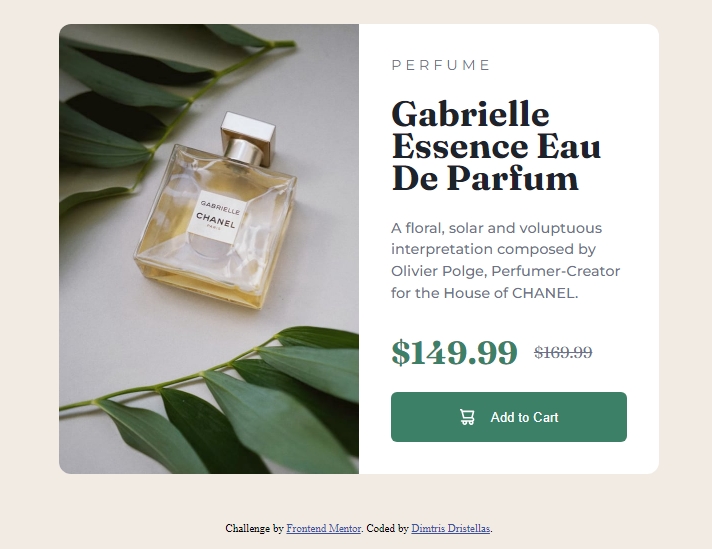 PERFUME
Gabrielle
Essence Eau
De Parfum
A floral, solar and voluptuous
interpretation composed by
Olivier Polge, Perfumer-Creator
for the House of CHANEL.
$149.99 $169.99
Add to Cart
GABRIELLE
CHANEL
PARIS
Challenge by Frontend Mentor. Coded by Dimtris Dristellas.